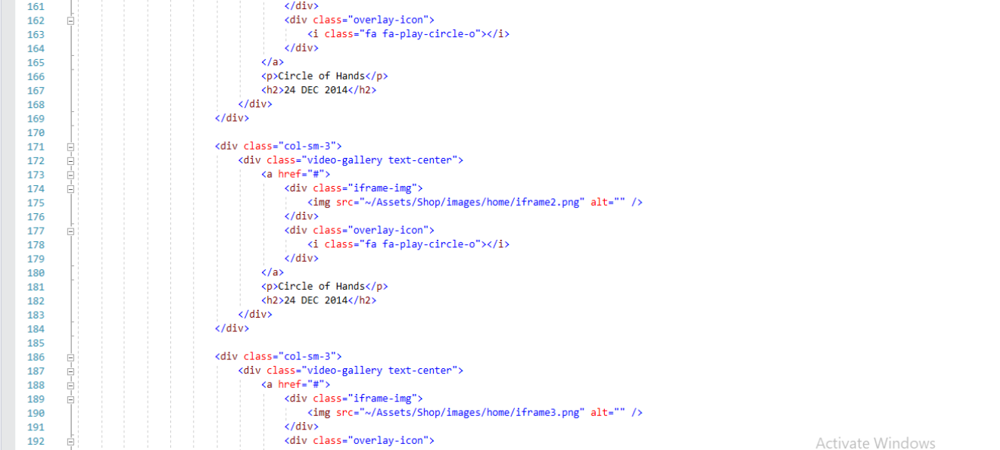 161 </div>
162 <div class="overlay-icon">
163 <i class="fa fa-play-circle-o"></i>
164 </div>
165 </a>
166 <p>Circle of Hands</p>
167 <h2>24 DEC 2014</h2>
168 </div>
169 </div>
170
171 <div class="col-sm-3">
172 <div class="video-gallery text-center">
173 <a href="#">
174 <div class="iframe-img">
175 <img src="~/Assets/Shop/images/home/iframe2.png" alt="" />
176 </div>
177 <div class="overlay-icon">
178 <i class="fa fa-play-circle-o"></i>
179 </div>
180 </a>
181 <p>Circle of Hands</p>
182 <h2>24 DEC 2014</h2>
183 </div>
184 </div>
185
186 <div class="col-sm-3">
187 <div class="video-gallery text-center">
188 <a href="#">
189 <div class="iframe-img">
190 <img src="~/Assets/Shop/images/home/iframe3.png" alt="" />
191 </div>
192 <div class="overlay-icon">
Activate Windows